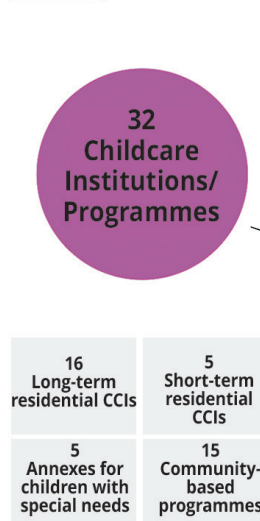 32
Childcare
Institutions/
Programmes
16
Long-term
residential CCIs
5
Short-term
residential
CCIs
5
Annexes for
children with
special needs
15
Community-
based
programmes